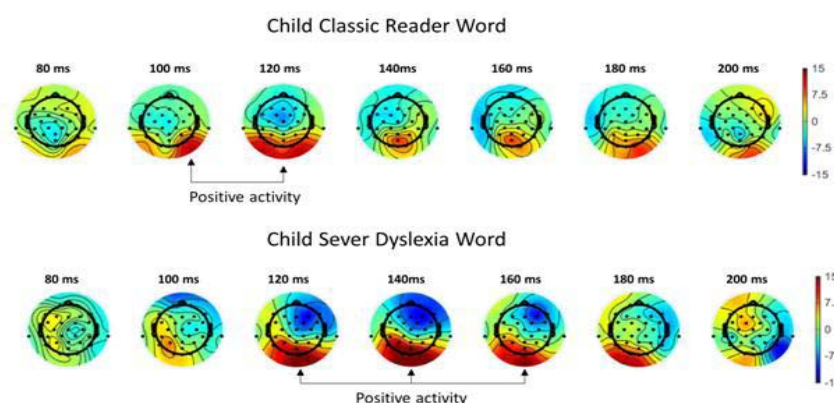 Child Classic Reader Word
80 ms 100 ms 120 ms 140ms 160 ms 180 ms 200 ms
15
7.5
0
-7.5
-15
Positive activity
Child Sever Dyslexia Word
80 ms 100 ms 120 ms 140ms 160 ms 180 ms 200 ms
15
7.
0
-7
-1
Positive activity